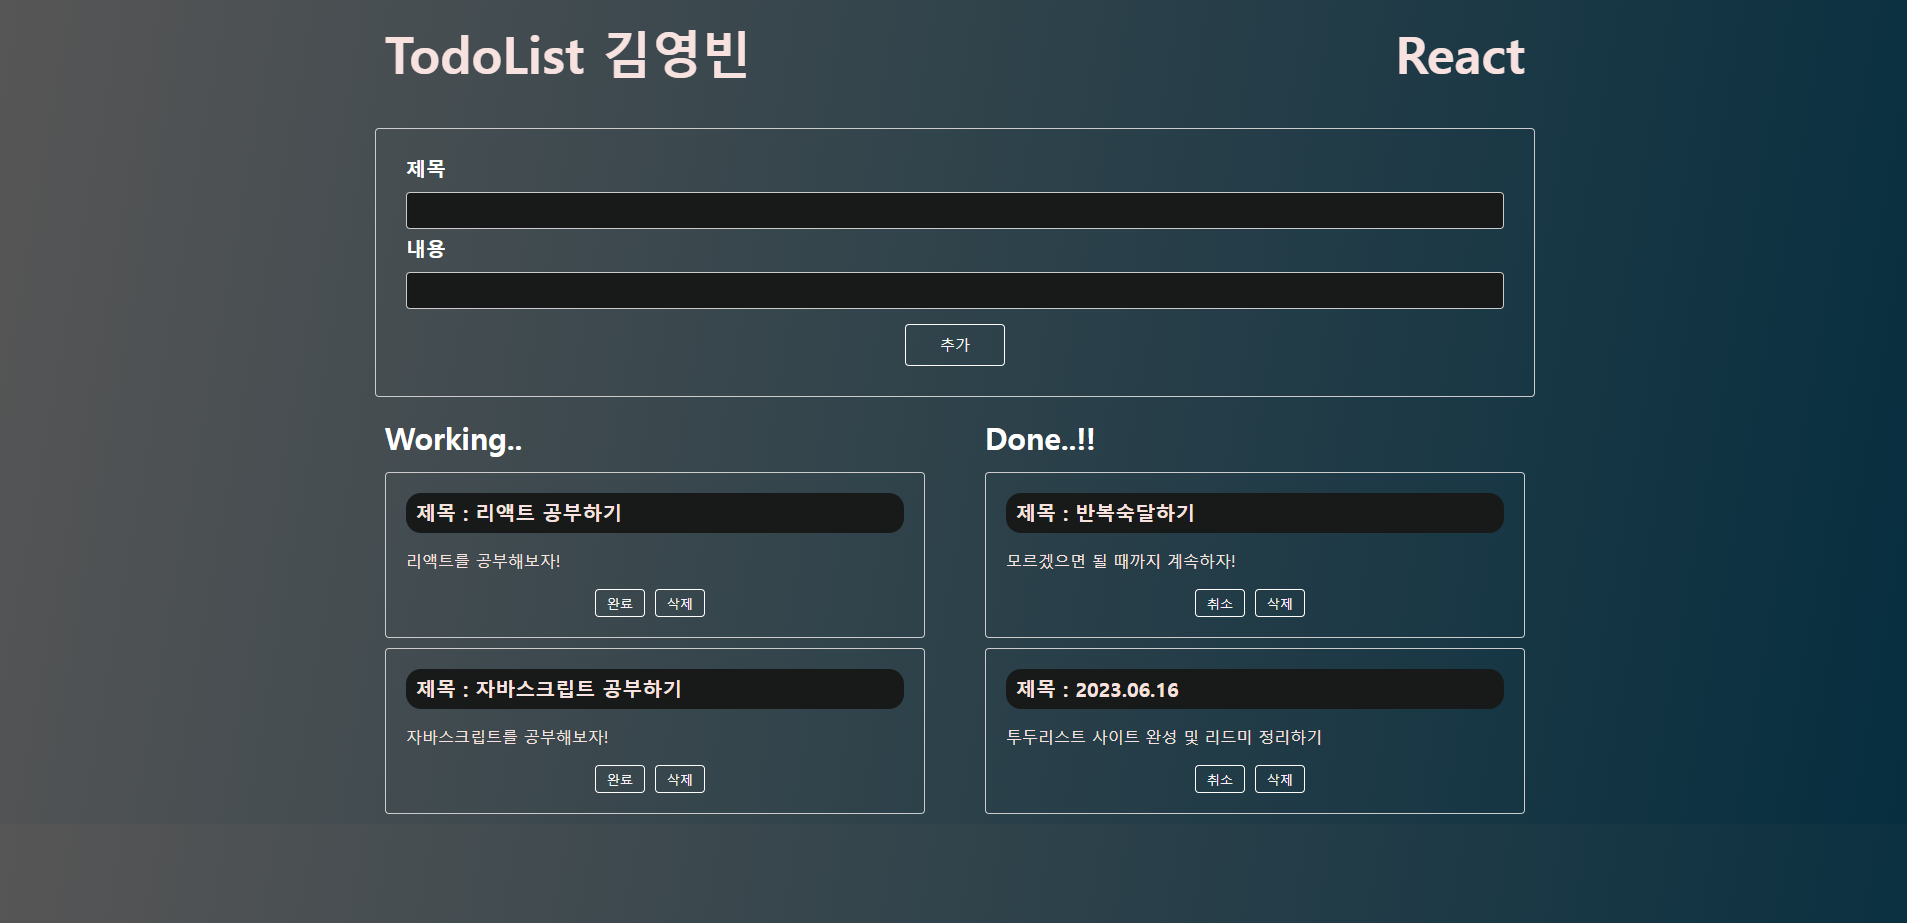 TodoList 김영빈
React
제목
내용
추가
Working..
제목 : 리액트 공부하기
리액트를 공부해보자!
완료 삭제
제목 : 자바스크립트 공부하기
자바스크립트를 공부해보자!
완료 삭제
Done..!!
제목 : 반복숙달하기
모르겠으면 될 때까지 계속하자!
취소 삭제
제목 : 2023.06.16
투두리스트 사이트 완성 및 리드미 정리하기
취소 삭제